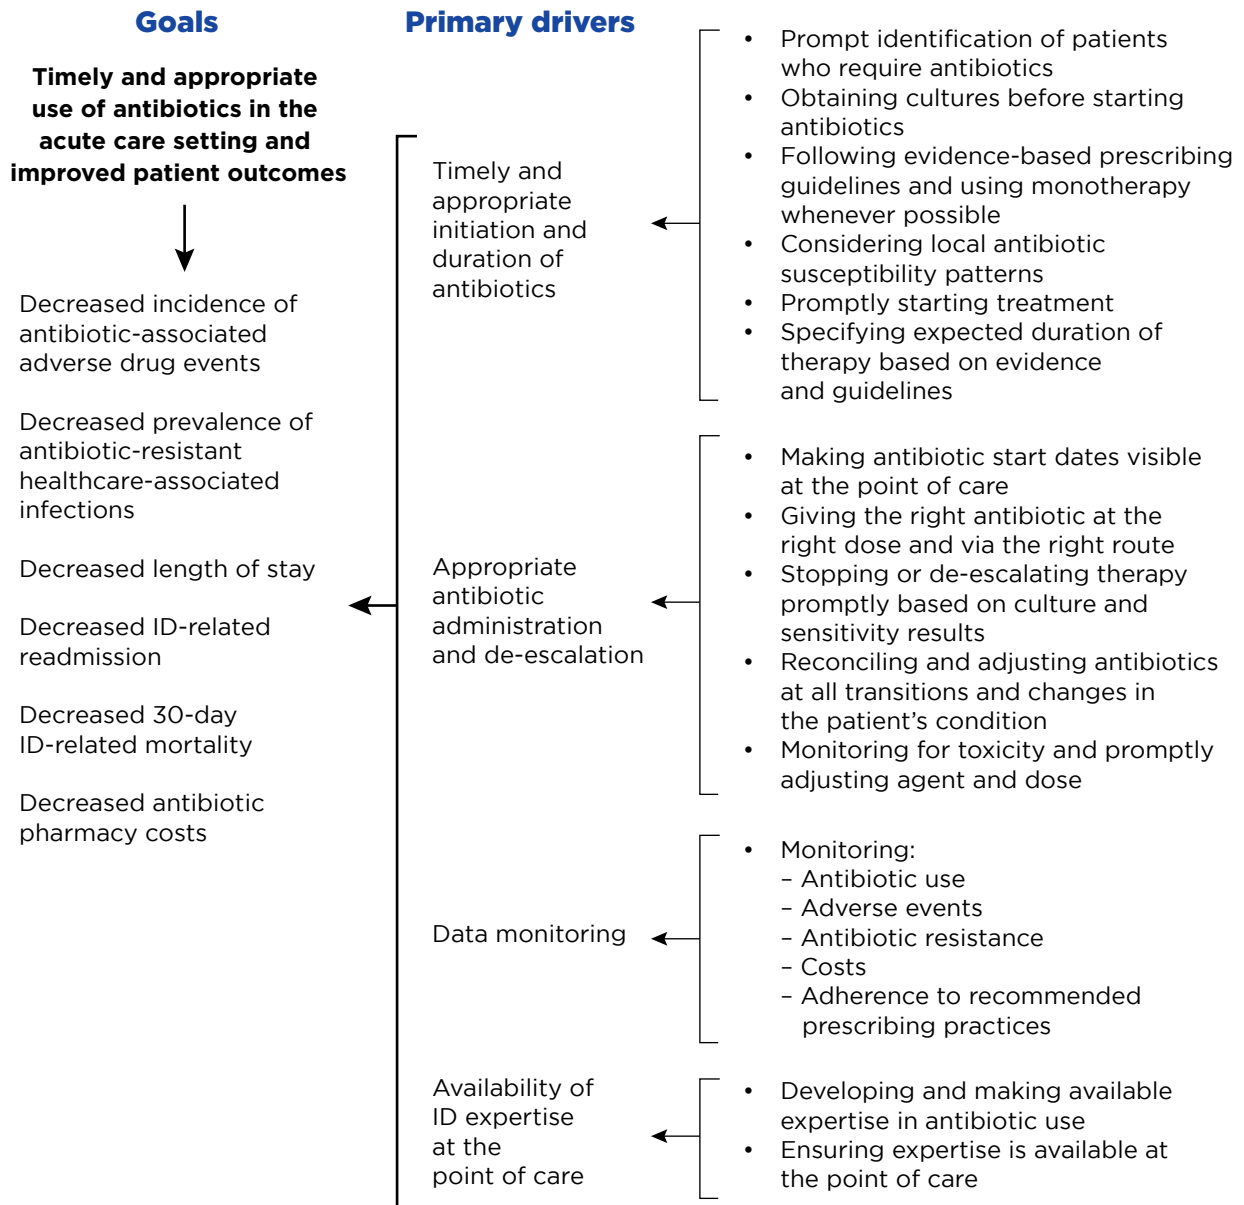 Goals
Timely and appropriate
use of antibiotics in the
acute care setting and
improved patient outcomes
Decreased incidence of
antibiotic-associated
adverse drug events
Decreased prevalence of
antibiotic-resistant
healthcare-associated
infections
Decreased length of stay
Decreased ID-related
readmission
Decreased 30-day
ID-related mortality
Decreased antibiotic
pharmacy costs
Primary drivers
Timely and
appropriate
initiation and
duration of
antibiotics
• Prompt identification of patients
who require antibiotics
• Obtaining cultures before starting
antibiotics
• Following evidence-based prescribing
guidelines and using monotherapy
whenever possible
• Considering local antibiotic
susceptibility patterns
• Promptly starting treatment
• Specifying expected duration of
therapy based on evidence
and guidelines
Appropriate
antibiotic
administration
and de-escalation
• Making antibiotic start dates visible
at the point of care
• Giving the right antibiotic at the
right dose and via the right route
• Stopping or de-escalating therapy
promptly based on culture and
sensitivity results
• Reconciling and adjusting antibiotics
at all transitions and changes in
the patient’s condition
• Monitoring for toxicity and promptly
adjusting agent and dose
Data monitoring
• Monitoring:
– Antibiotic use
– Adverse events
– Antibiotic resistance
– Costs
– Adherence to recommended
prescribing practices
Availability of
ID expertise
at the
point of care
• Developing and making available
expertise in antibiotic use
• Ensuring expertise is available at
the point of care